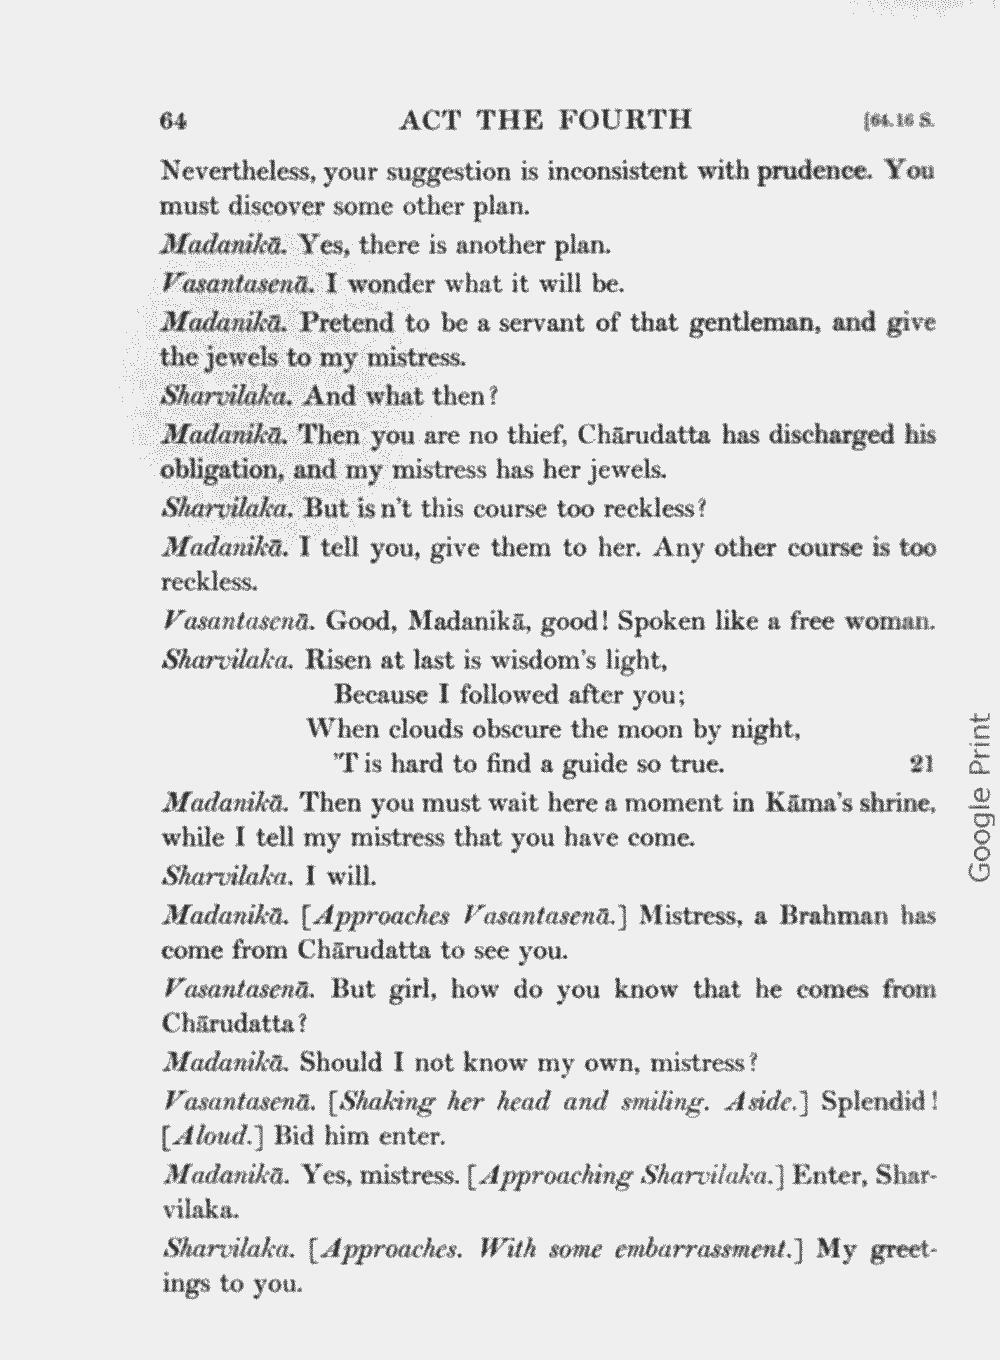 64 ACT THE FOURTH [64.16 S.
Nevertheless, your suggestion is inconsistent with prudence. You
must discover some other plan.
Madanikā. Yes, there is another plan.
Vasantasenā. I wonder what it will be.
Madanikā. Pretend to be a servant of that gentleman, and give
the jewels to my mistress.
Sharvilaka. And what then?
Madanikā. Then you are no thief, Chārudatta has discharged his
obligation, and my mistress has her jewels.
Sharvilaka. But is n't this course too reckless?
Madanikā. I tell you, give them to her. Any other course is too
reckless.
Vasantasenā. Good, Madanikā, good! Spoken like a free woman.
Sharvilaka. Risen at last is wisdom's light,
Because I followed after you;
When clouds obscure the moon by night,
'T is hard to find a guide so true. 21
Madanikā. Then you must wait here a moment in Kāma's shrine,
while I tell my mistress that you have come.
Sharvilaka. I will.
Madanikā. [Approaches Vasantasenā.] Mistress, a Brahman has
come from Chārudatta to see you.
Vasantasenā. But girl, how do you know that he comes from
Chārudatta?
Madanikā. Should I not know my own, mistress?
Vasantasenā. [Shaking her head and smiling. Aside.] Splendid!
[Aloud.] Bid him enter.
Madanikā. Yes, mistress. [Approaching Sharvilaka.] Enter, Shar-
vilaka.
Sharvilaka. [Approaches. With some embarrassment.] My greet-
ings to you.
Google Print